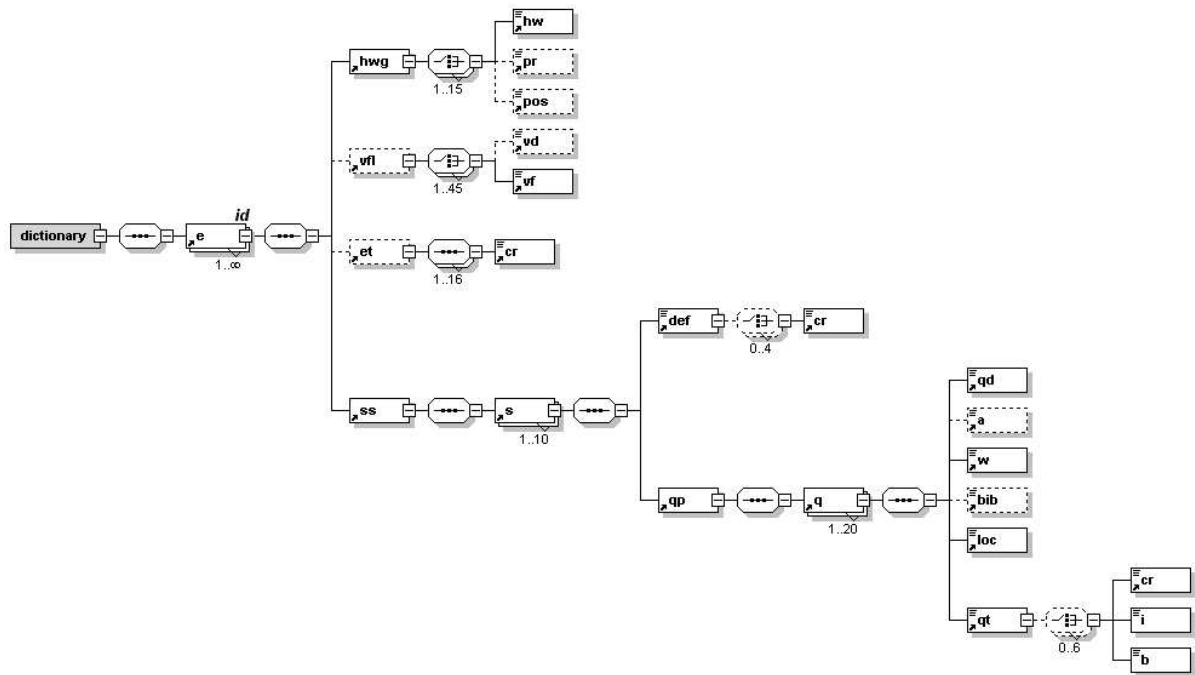 hw
hwg
pr
1..15
pos
vd
vfl
1..45
vf
id
dictionary
e
1..∞
et
cr
1..16
def
cr
0..4
qd
a
ss
s
1..10
w
qp
q
bib
1..20
loc
cr
qt
i
0..6
b